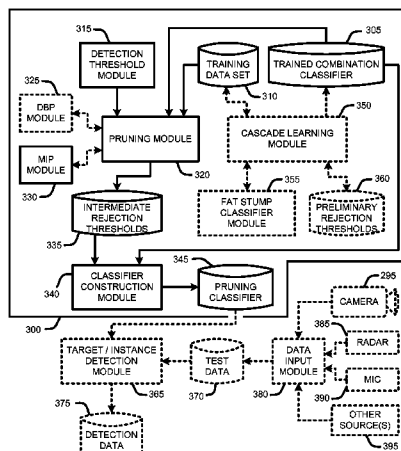 315
DETECTION
THRESHOLD
MODULE
325
DBP
MODULE
MIP MODULE
330
PRUNING MODULE
320
TRAINING
DATA SET
310
305
TRAINED COMBINATION
CLASSIFIER
350
CASCADE LEARNING
MODULE
355
FAT STUMP
CLASSIFIER
MODULE
360
PRELIMINARY
REJECTION
THRESHOLDS
INTERMEDIATE
REJECTION
THRESHOLDS
335
340
CLASSIFIER
CONSTRUCTION
MODULE
345
PRUNING
CLASSIFIER
300
295
CAMERA
385
RADAR
MIC
390
OTHER
SOURCE(S)
395
DATA
INPUT
MODULE
380
TEST
DATA
370
TARGET / INSTANCE
DETECTION
MODULE
365
375
DETECTION DATA